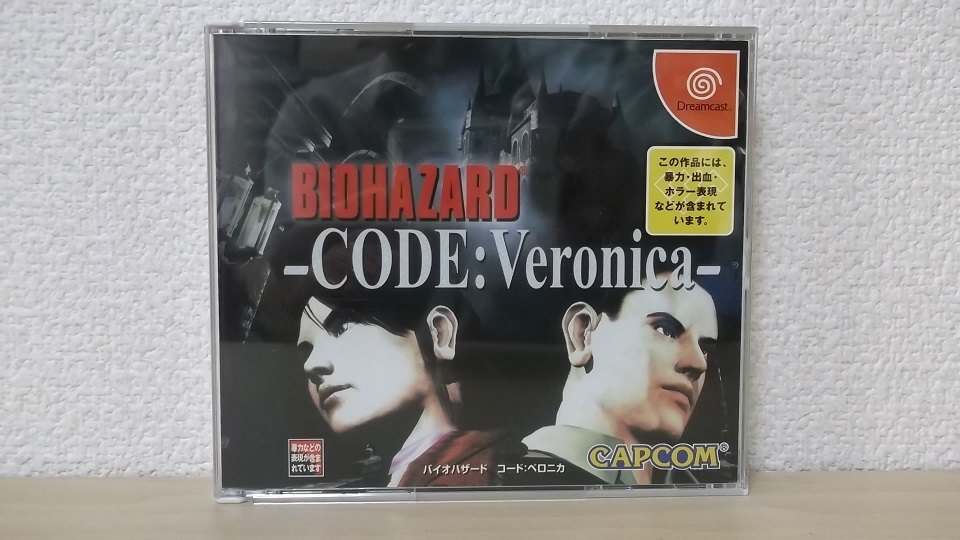 Dreamcast
この作品には、
暴力・出血・
ホラー表現
などが含まれて
います。
BIOHAZARD®
-CODE:Veronica-
暴力などの
表現が含ま
れています
バイオハザード コード:ベロニカ
CAPCOM®